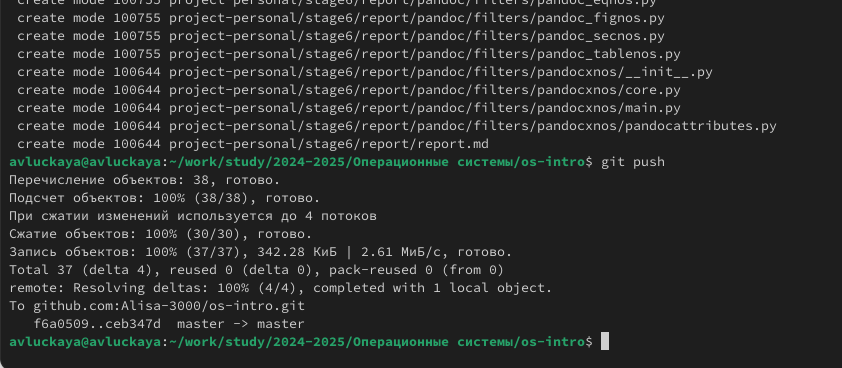 create mode 100755 project-personal/stage6/report/pandoc/filters/pandoc_eqnos.py
create mode 100755 project-personal/stage6/report/pandoc/filters/pandoc_fignos.py
create mode 100755 project-personal/stage6/report/pandoc/filters/pandoc_secnos.py
create mode 100755 project-personal/stage6/report/pandoc/filters/pandoc_tablenos.py
create mode 100644 project-personal/stage6/report/pandoc/filters/pandocxnos/__init__.py
create mode 100644 project-personal/stage6/report/pandoc/filters/pandocxnos/core.py
create mode 100644 project-personal/stage6/report/pandoc/filters/pandocxnos/main.py
create mode 100644 project-personal/stage6/report/pandoc/filters/pandocxnos/pandocattributes.py
create mode 100644 project-personal/stage6/report/report.md
avluckaya@avluckaya:~/work/study/2024-2025/Операционные системы/os-intro$ git push
Перечисление объектов: 38, готово.
Подсчет объектов: 100% (38/38), готово.
При сжатии изменений используется до 4 потоков
Сжатие объектов: 100% (30/30), готово.
Запись объектов: 100% (37/37), 342.28 КиБ | 2.61 МиБ/с, готово.
Total 37 (delta 4), reused 0 (delta 0), pack-reused 0 (from 0)
remote: Resolving deltas: 100% (4/4), completed with 1 local object.
To github.com:Alisa-3000/os-intro.git
f6a0509..ceb347d  master -> master
avluckaya@avluckaya:~/work/study/2024-2025/Операционные системы/os-intro$